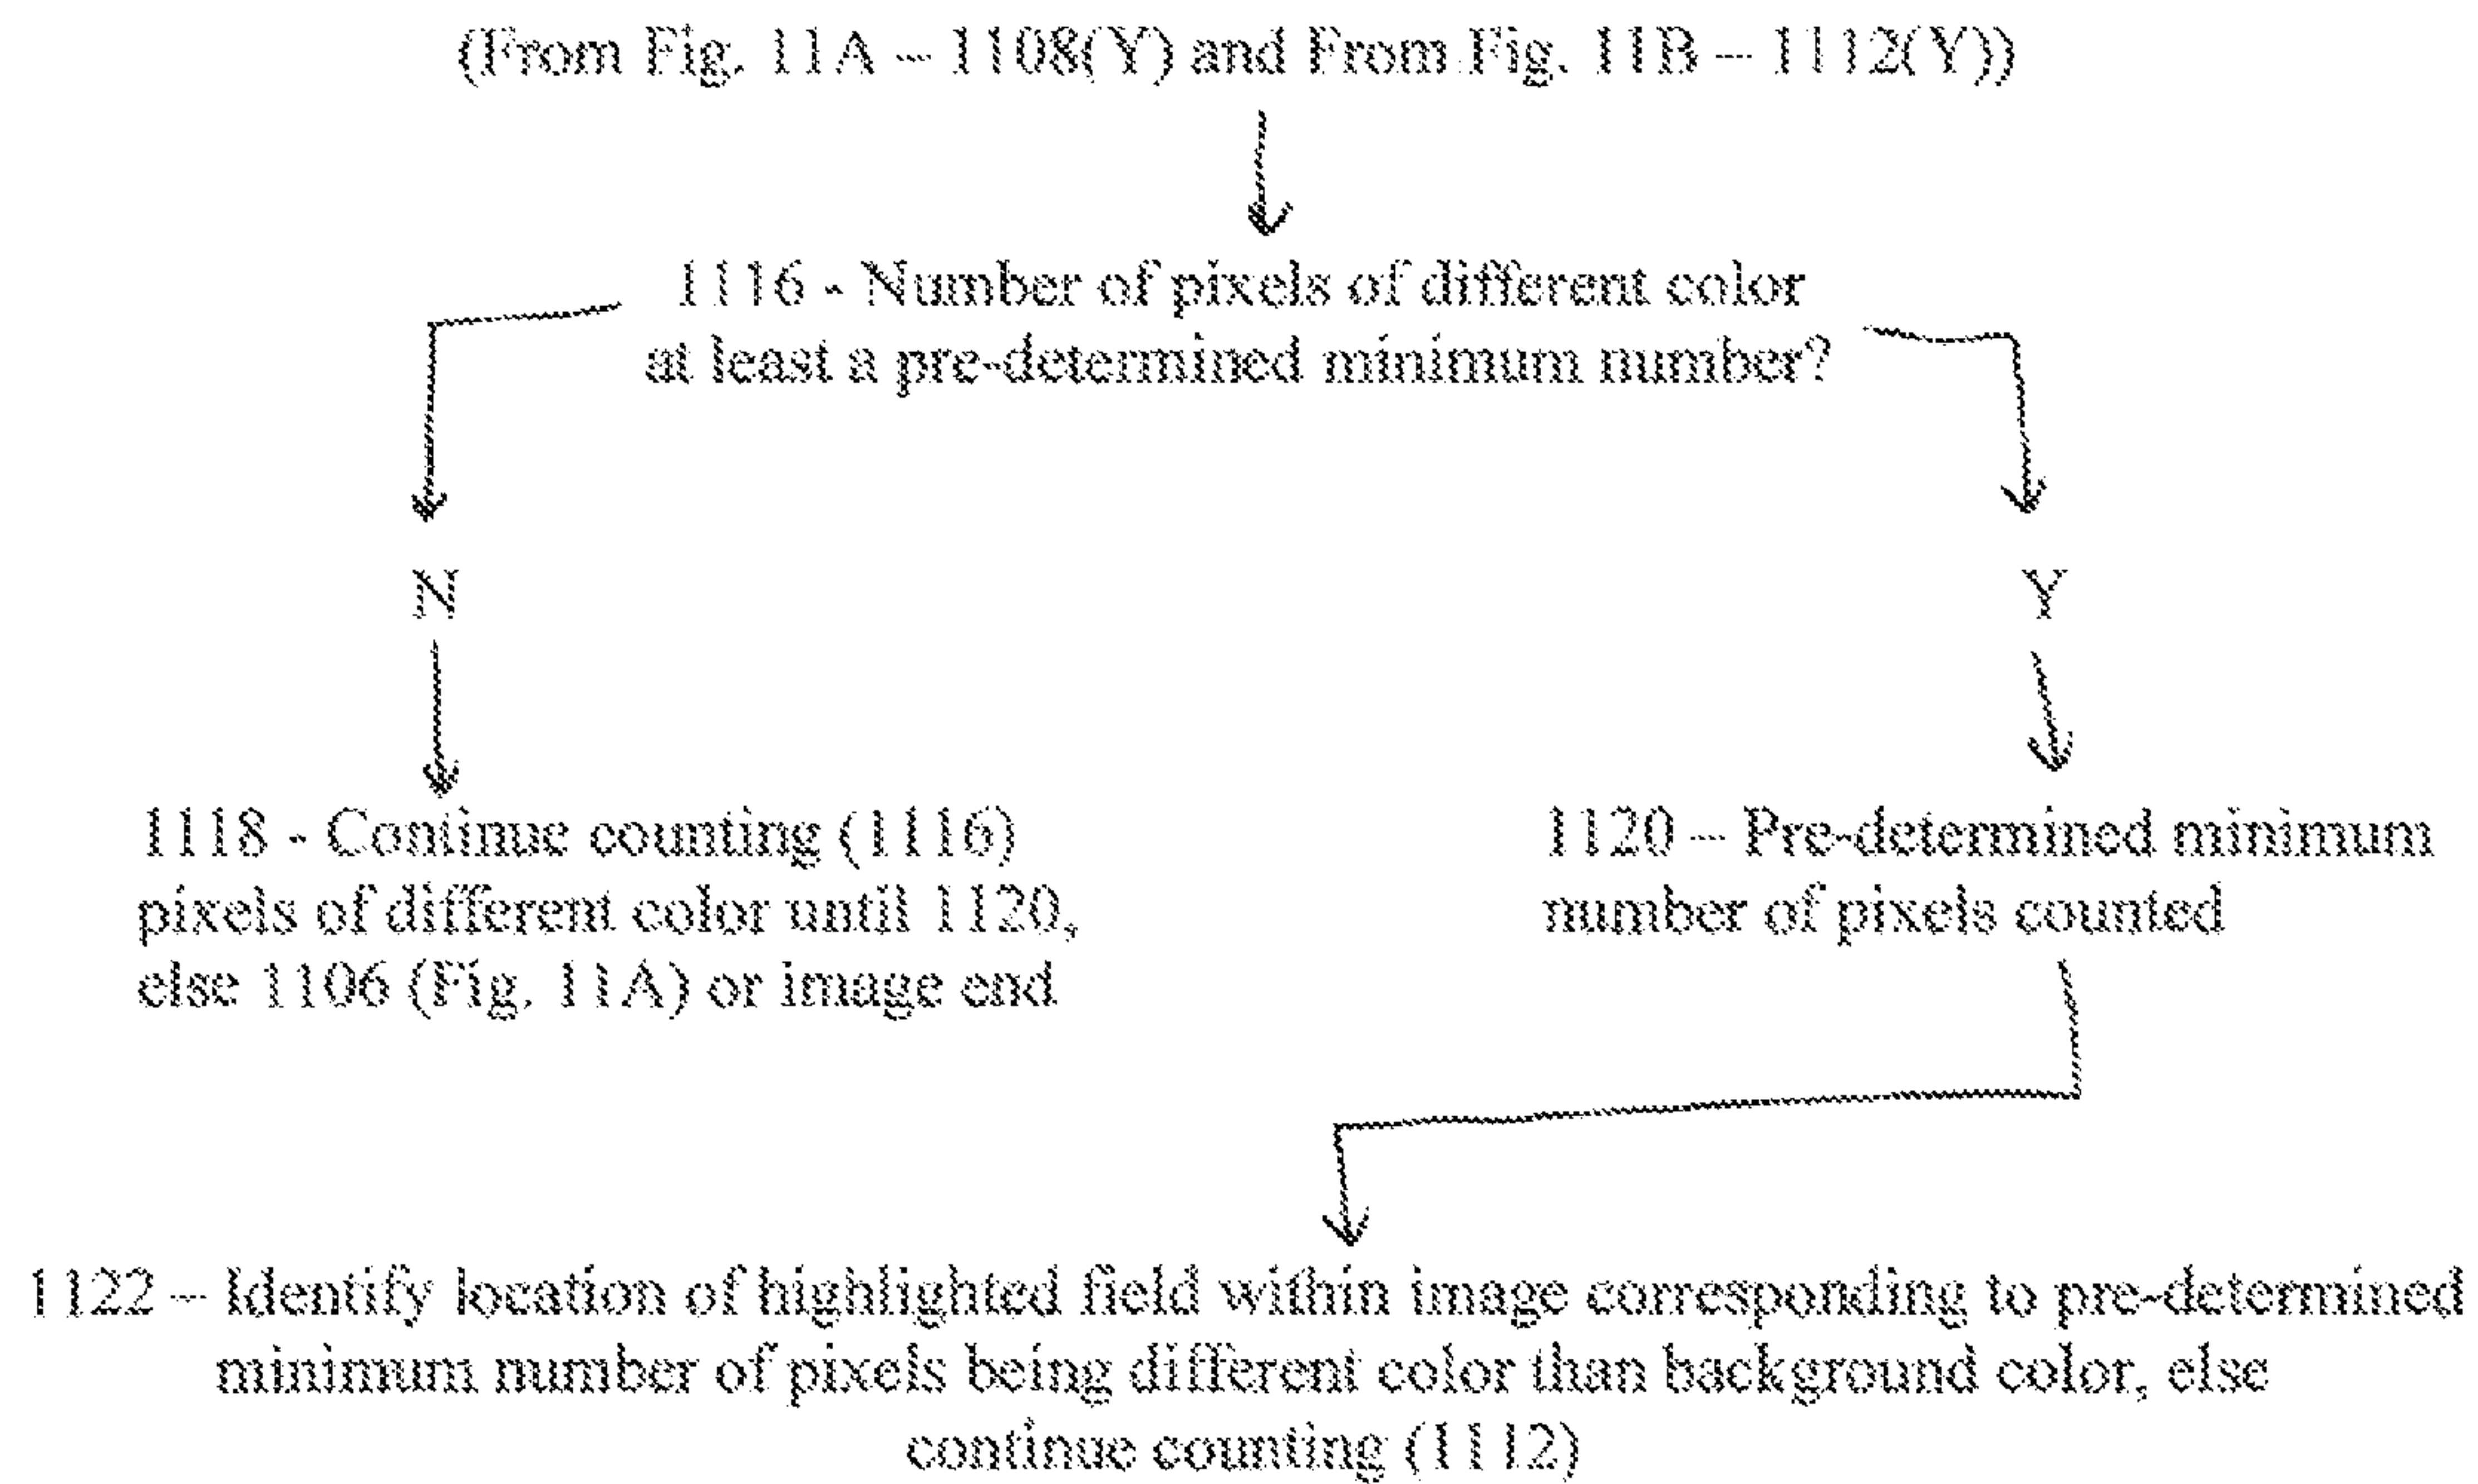 (From Fig. 11A – 1108(Y) and From Fig. 11B – 1112(Y))
1116 - Number of pixels of different color
at least a pre-determined minimum number?
N
Y
1118 - Continue counting (1116)
pixels of different color until 1120,
else 1106 (Fig. 11A) or image end
1120 – Pre-determined minimum
number of pixels counted
1122 – Identify location of highlighted field within image corresponding to pre-determined
minimum number of pixels being different color than background color, else
continue counting (1112)